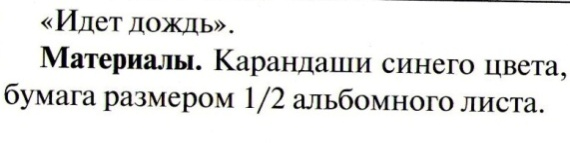 «Идет дождь».
Материалы. Карандаши синего цвета,
бумага размером 1/2 альбомного листа.